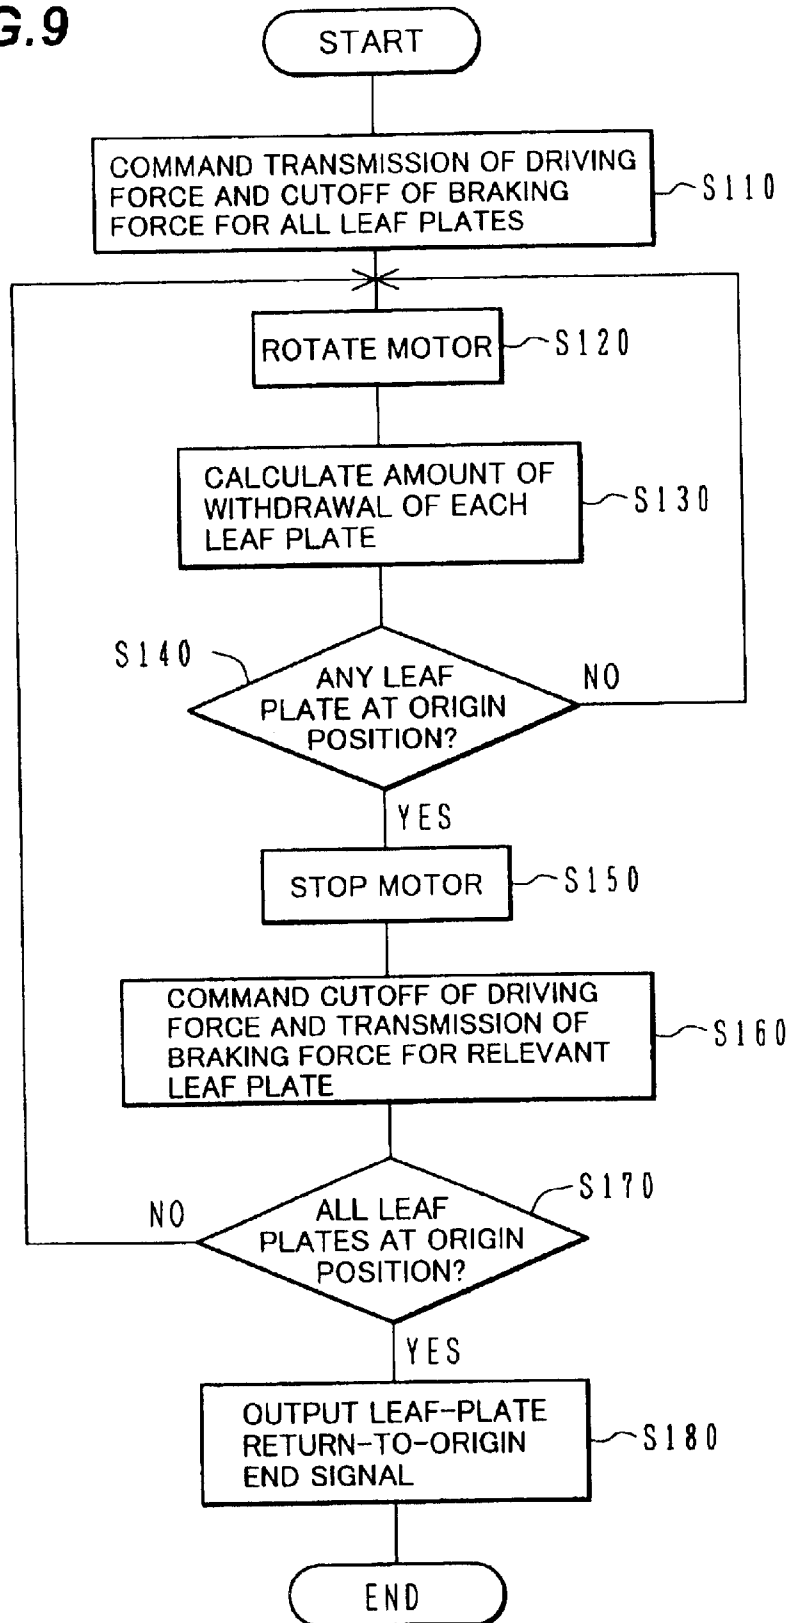 G.9
START
COMMAND TRANSMISSION OF DRIVING
FORCE AND CUTOFF OF BRAKING
FORCE FOR ALL LEAF PLATES
S110
ROTATE MOTOR
S120
CALCULATE AMOUNT OF
WITHDRAWAL OF EACH
LEAF PLATE
S130
S140
ANY LEAF
PLATE AT ORIGIN
POSITION?
NO
YES
STOP MOTOR
S150
COMMAND CUTOFF OF DRIVING
FORCE AND TRANSMISSION OF
BRAKING FORCE FOR RELEVANT
LEAF PLATE
S160
S170
NO
ALL LEAF
PLATES AT ORIGIN
POSITION?
YES
OUTPUT LEAF-PLATE
RETURN-TO-ORIGIN
END SIGNAL
S180
END